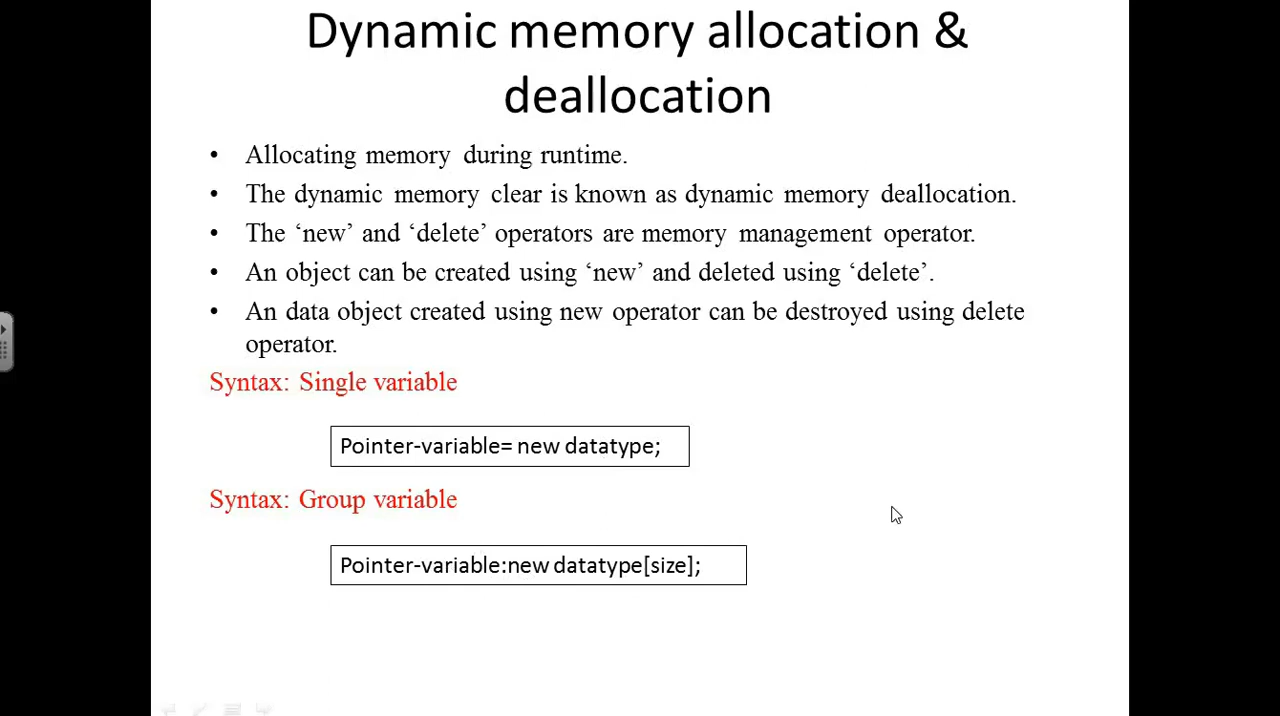 Dynamic memory allocation &
deallocation
• Allocating memory during runtime.
• The dynamic memory clear is known as dynamic memory deallocation.
• The ‘new’ and ‘delete’ operators are memory management operator.
• An object can be created using ‘new’ and deleted using ‘delete’.
• An data object created using new operator can be destroyed using delete
operator.
Syntax: Single variable
Pointer-variable= new datatype;
Syntax: Group variable
Pointer-variable:new datatype[size];